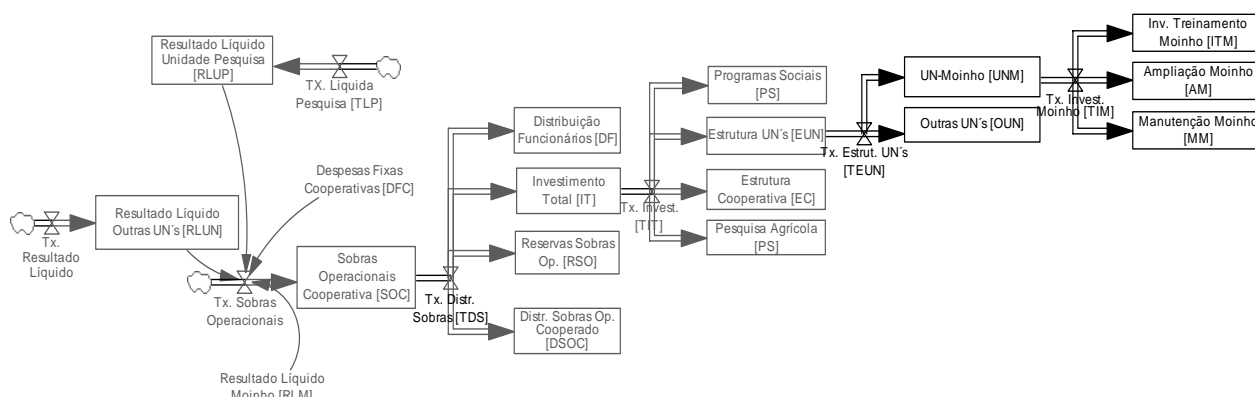 Resultado Líquido
Unidade Pesquisa
[RLUP]
TX. Líquida
Pesquisa [TLP]
Despesas Fixas
Cooperativas [DFC]
Resultado Líquido
Outras UN´s [RLUN]
Tx.
Resultado
Líquido
Tx. Sobras
Operacionais
Resultado Líquido
Moinho [RLM]
Sobras
Operacionais
Cooperativa [SOC]
Tx. Distr.
Sobras [TDS]
Distribuição
Funcionários [DF]
Investimento
Total [IT]
Reservas Sobras
Op. [RSO]
Distr. Sobras Op.
Cooperado
[DSOC]
Tx. Invest.
[TIT]
Programas Sociais
[PS]
Estrutura UN´s [EUN]
Estrutura
Cooperativa [EC]
Pesquisa Agrícola
[PS]
Tx. Estrut. UN´s
[TEUN]
UN-Moinho [UNM]
Outras UN´s [OUN]
Tx. Invest.
Moinho [TIM]
Inv. Treinamento
Moinho [ITM]
Ampliação Moinho
[AM]
Manutenção Moinho
[MM]